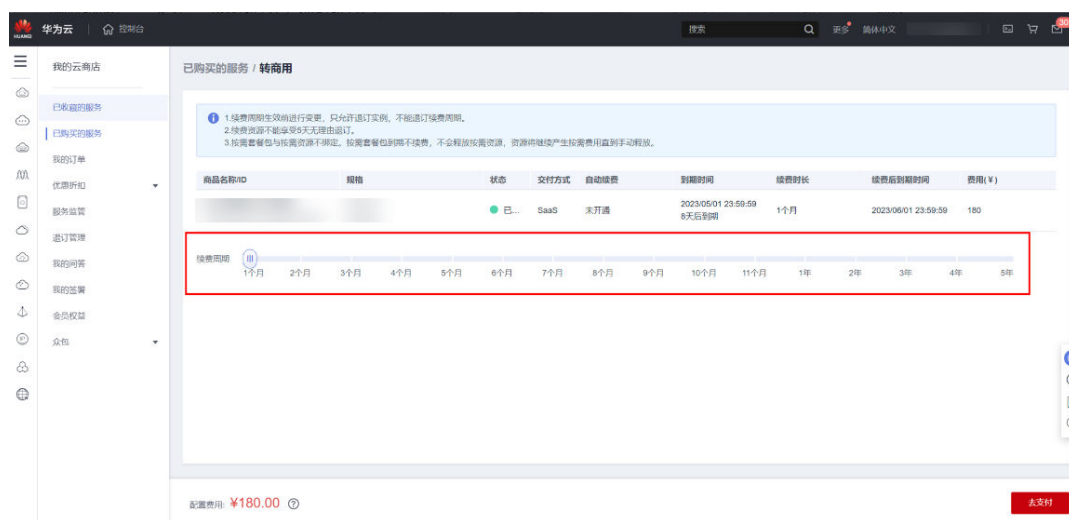 HUAWEI 华为云 控制台 搜索 更多 简体中文 30
我的云商店
已收藏的服务
已购买的服务
我的订单
优惠折扣
服务监管
退订管理
我的问答
我的签署
会员权益
众包
已购买的服务 / 转商用
1.续费周期生效前进行变更，只允许退订实例，不能退订续费周期。
2.续费资源不能享受5天无理由退订。
3.按需套餐包与按需资源不绑定。按需套餐包到期不续费，不会释放按需资源，资源将继续产生按需费用直到手动释放。
商品名称/ID 规格 状态 交付方式 自动续费 到期时间 续费时长 续费后到期时间 费用(¥)
已... SaaS 未开通 2023/05/01 23:59:59 1个月 2023/06/01 23:59:59 180
8天后到期
续费周期
1个月 2个月 3个月 4个月 5个月 6个月 7个月 8个月 9个月 10个月 11个月 1年 2年 3年 4年 5年
配置费用: ¥180.00 去支付